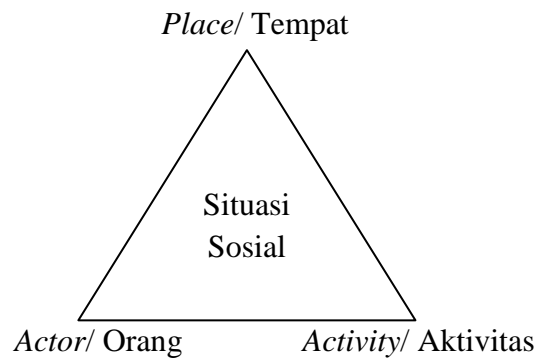 Place/ Tempat
Situasi
Sosial
Actor/ Orang
Activity/ Aktivitas